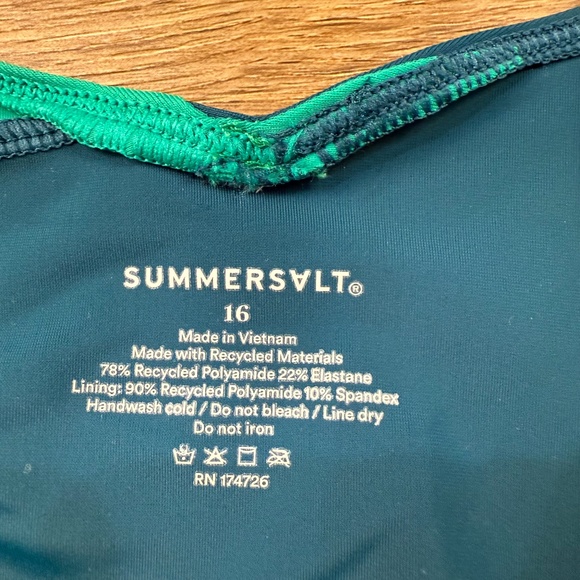 SUMMERSALT®
16
Made in Vietnam
Made with Recycled Materials
78% Recycled Polyamide 22% Elastane
Lining: 90% Recycled Polyamide 10% Spandex
Handwash cold / Do not bleach / Line dry
Do not iron
RN 174726